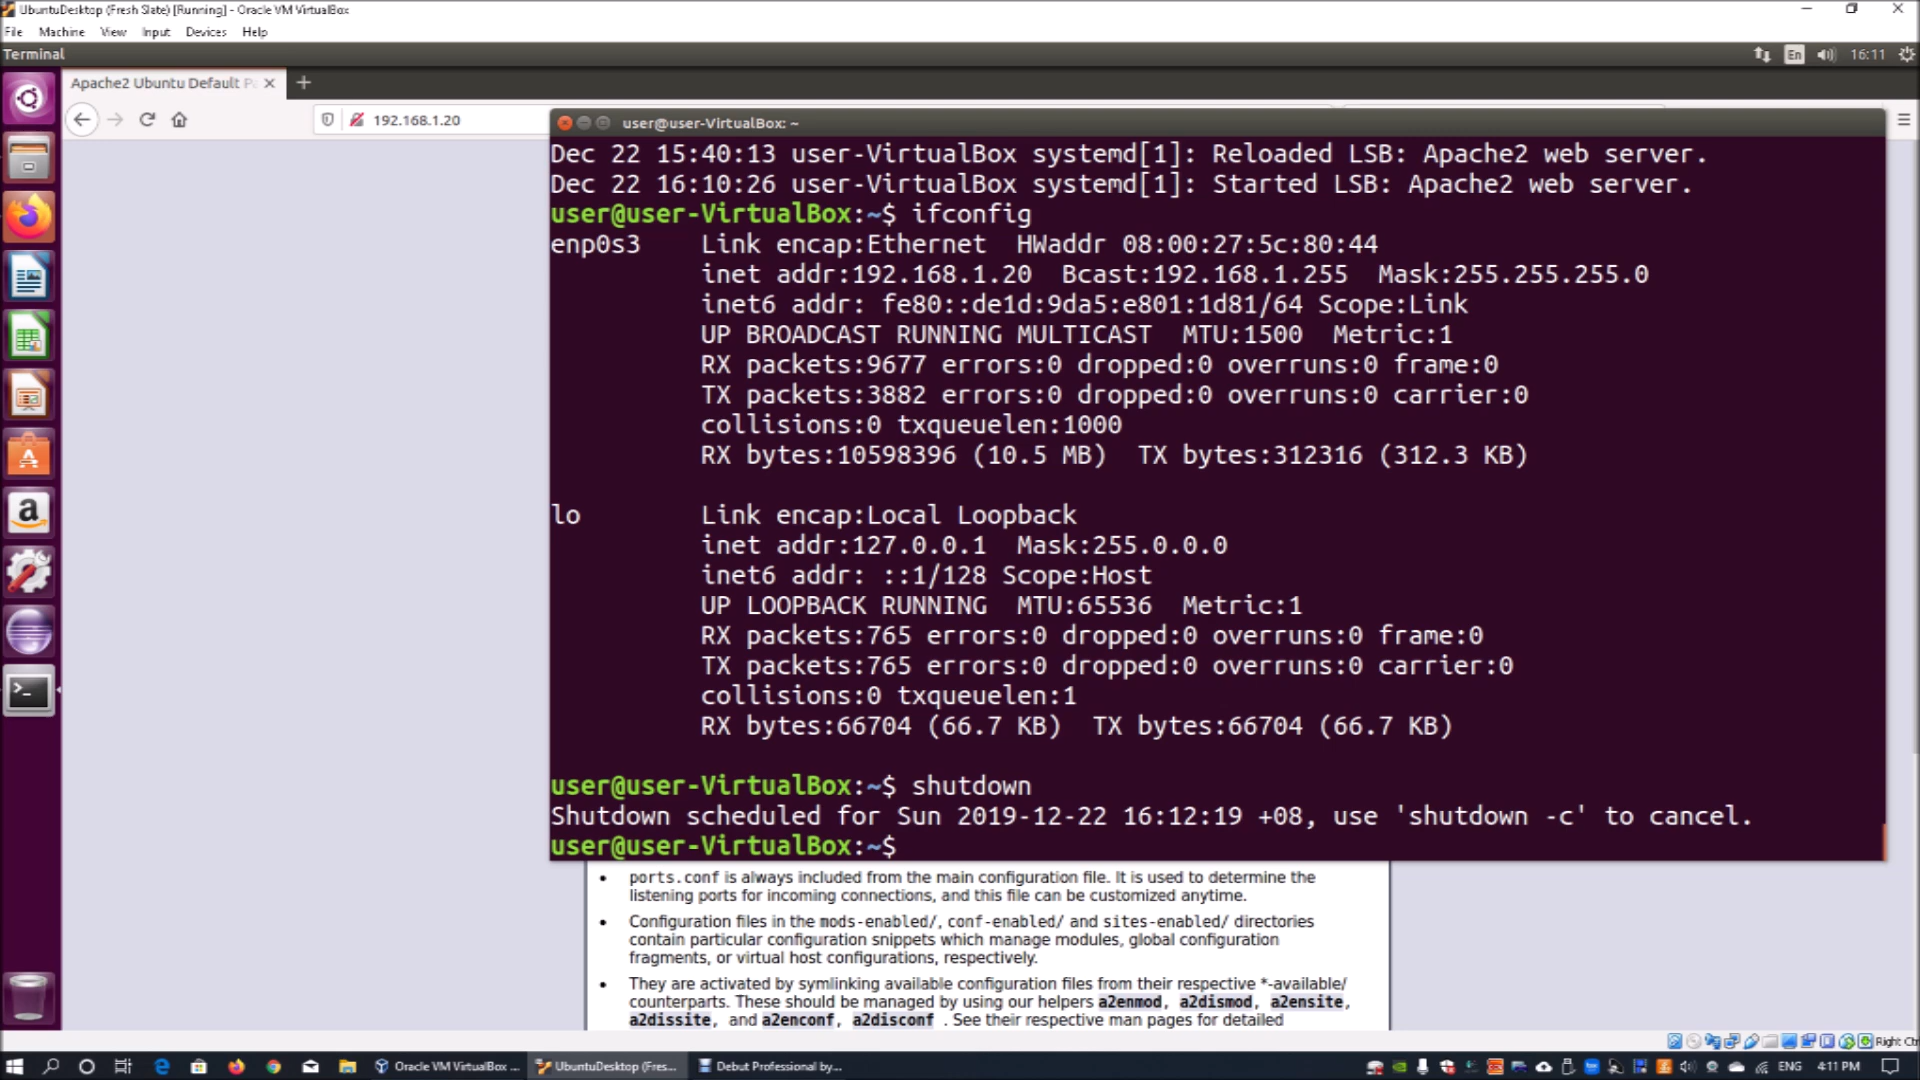 UbuntuDesktop (Fresh Slate) [Running] - Oracle VM VirtualBox
File Machine View Input Devices Help
Terminal
En
16:11
Apache2 Ubuntu Default P
192.168.1.20
user@user-VirtualBox: ~
Dec 22 15:40:13 user-VirtualBox systemd[1]: Reloaded LSB: Apache2 web server.
Dec 22 16:10:26 user-VirtualBox systemd[1]: Started LSB: Apache2 web server.
user@user-VirtualBox:~$ ifconfig
enp0s3 Link encap:Ethernet HWaddr 08:00:27:5c:80:44
inet addr:192.168.1.20 Bcast:192.168.1.255 Mask:255.255.255.0
inet6 addr: fe80::de1d:9da5:e801:1d81/64 Scope:Link
UP BROADCAST RUNNING MULTICAST MTU:1500 Metric:1
RX packets:9677 errors:0 dropped:0 overruns:0 frame:0
TX packets:3882 errors:0 dropped:0 overruns:0 carrier:0
collisions:0 txqueuelen:1000
RX bytes:10598396 (10.5 MB) TX bytes:312316 (312.3 KB)
lo Link encap:Local Loopback
inet addr:127.0.0.1 Mask:255.0.0.0
inet6 addr: ::1/128 Scope:Host
UP LOOPBACK RUNNING MTU:65536 Metric:1
RX packets:765 errors:0 dropped:0 overruns:0 frame:0
TX packets:765 errors:0 dropped:0 overruns:0 carrier:0
collisions:0 txqueuelen:1
RX bytes:66704 (66.7 KB) TX bytes:66704 (66.7 KB)
user@user-VirtualBox:~$ shutdown
Shutdown scheduled for Sun 2019-12-22 16:12:19 +08, use 'shutdown -c' to cancel.
user@user-VirtualBox:~$
ports.conf is always included from the main configuration file. It is used to determine the
listening ports for incoming connections, and this file can be customized anytime.
Configuration files in the mods-enabled/, conf-enabled/ and sites-enabled/ directories
contain particular configuration snippets which manage modules, global configuration
fragments, or virtual host configurations, respectively.
They are activated by symlinking available configuration files from their respective *-available/
counterparts. These should be managed by using our helpers a2enmod, a2dismod, a2ensite,
a2dissite, and a2enconf, a2disconf . See their respective man pages for detailed
Right Ctrl
Oracle VM VirtualBox ...
UbuntuDesktop (Fres...
Debut Professional by...
ENG
4:11 PM